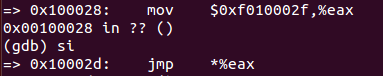 => 0x100028: mov $0xf010002f,%eax
0x00100028 in ?? ()
(gdb) si
=> 0x10002d: jmp *%eax